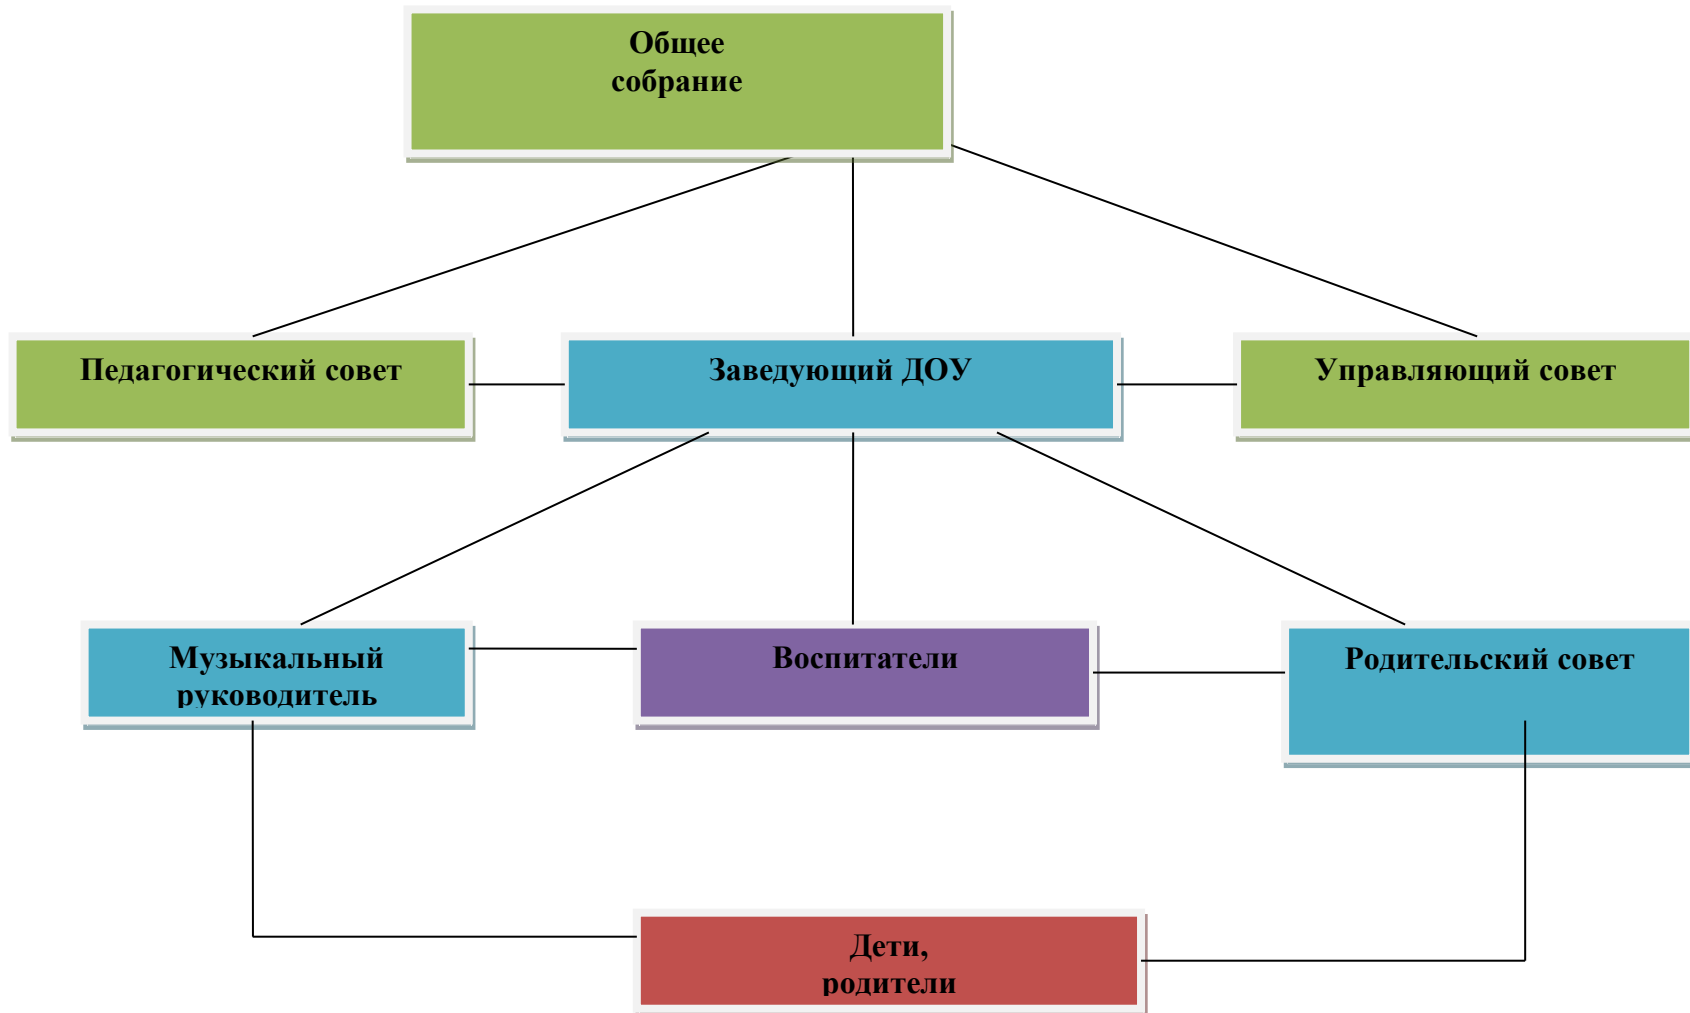 Общее
собрание
Педагогический совет
Заведующий ДОУ
Управляющий совет
Музыкальный
руководитель
Воспитатели
Родительский совет
Дети,
родители